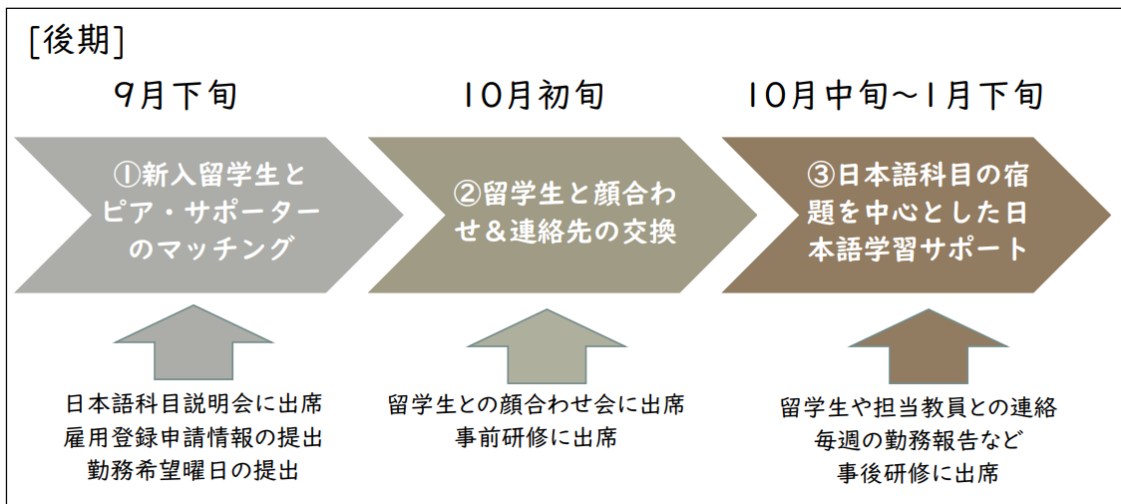 [後期]
9月下旬
10月初旬
10月中旬~1月下旬
①新入留学生と
ピア・サポーター
のマッチング
②留学生と顔合わ
せ&連絡先の交換
③日本語科目の宿
題を中心とした日
本語学習サポート
日本語科目説明会に出席
雇用登録申請情報の提出
勤務希望曜日の提出
留学生との顔合わせ会に出席
事前研修に出席
留学生や担当教員との連絡
毎週の勤務報告など
事後研修に出席